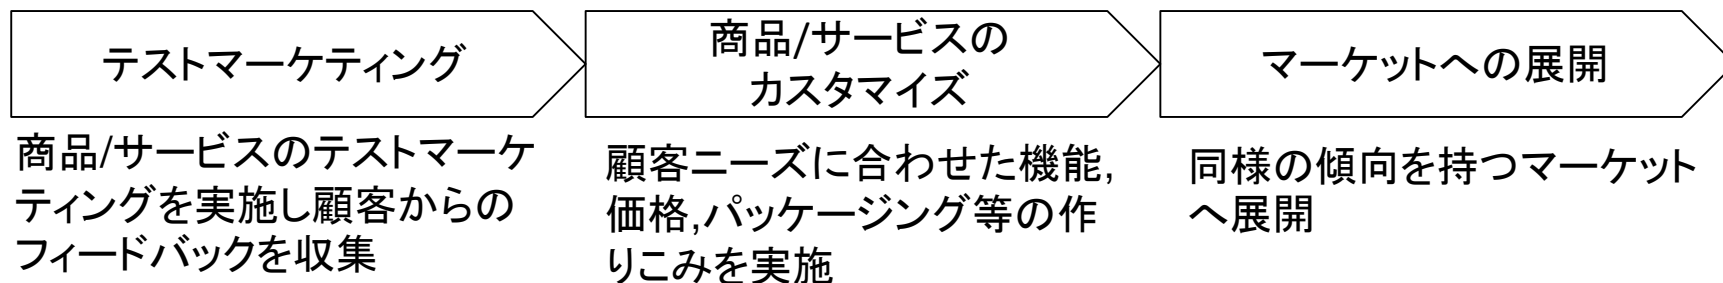 テストマーケティング
商品/サービスの
カスタマイズ
マーケットへの展開
商品/サービスのテストマーケ
ティングを実施し顧客からの
フィードバックを収集
顧客ニーズに合わせた機能,
価格,パッケージング等の作
りこみを実施
同様の傾向を持つマーケット
へ展開